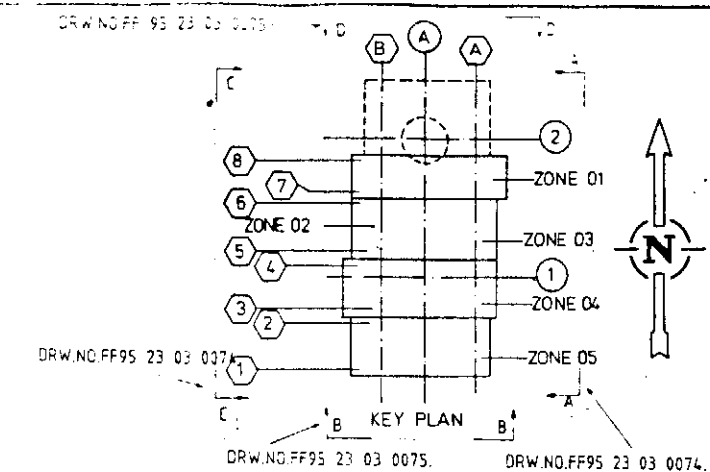 DRW.NO.FF 95 23 03 0075.
D
D
B
A
A
C
A
2
8
7
ZONE 01
6
ZONE 02
N
5
ZONE 03
4
1
3
ZONE 04
2
DRW.NO.FF95 23 03 0074
1
ZONE 05
C
A
B KEY PLAN B
DRW.NO.FF95 23 03 0075. DRW.NO.FF95 23 03 0074.